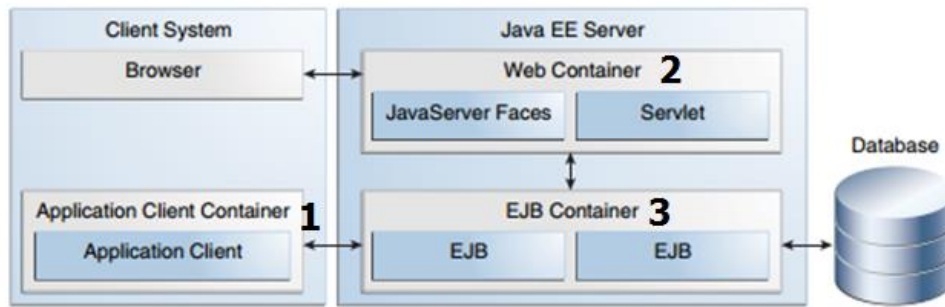 Client System
Java EE Server
Browser
Web Container 2
JavaServer Faces
Servlet
Database
Application Client Container 1
EJB Container 3
Application Client
EJB
EJB